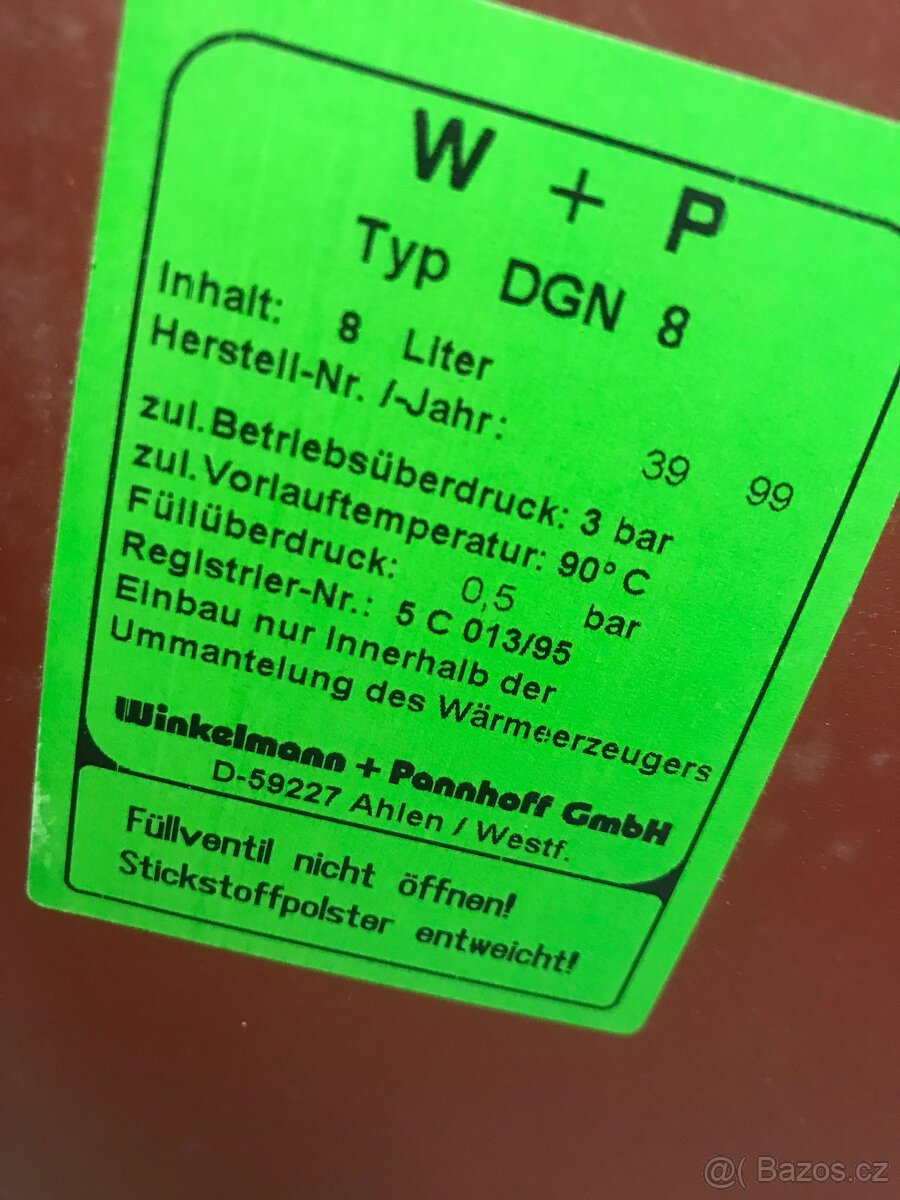 W + P
Typ DGN 8
Inhalt: 8 Liter
Herstell-Nr. /-Jahr: 39 99
zul.Betriebsüberdruck: 3 bar
zul.Vorlauftemperatur: 90° C
Füllüberdruck: 0,5 bar
Registrier-Nr.: 5 C 013/95
Einbau nur innerhalb der
Ummantelung des Wärmeerzeugers
Winkelmann + Pannhoff GmbH
D-59227 Ahlen / Westf.
Füllventil nicht öffnen!
Stickstoffpolster entweicht!
@( Bazos.cz